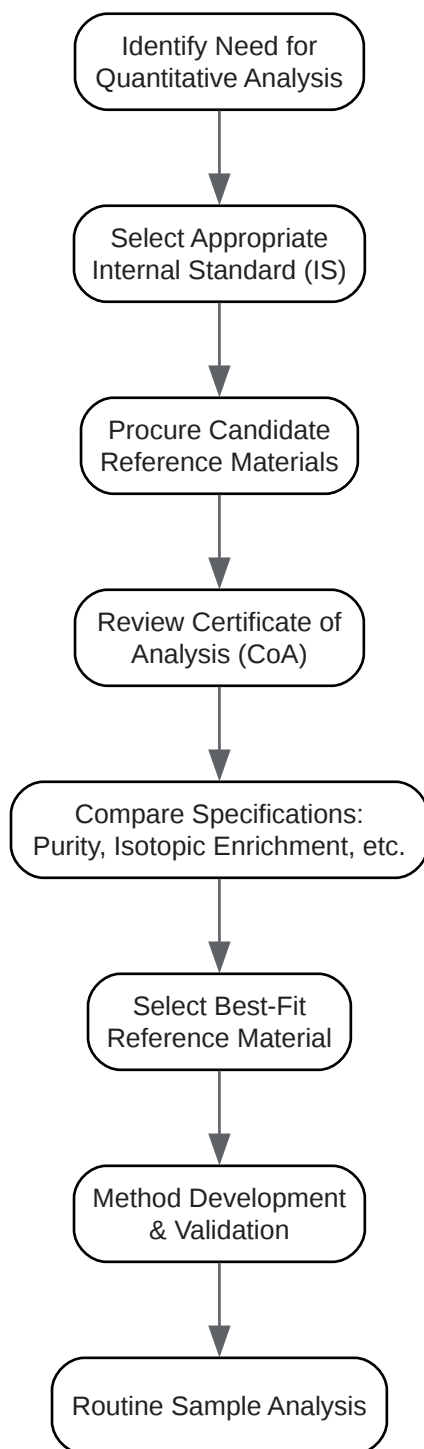 Identify Need for
Quantitative Analysis
Select Appropriate
Internal Standard (IS)
Procure Candidate
Reference Materials
Review Certificate of
Analysis (CoA)
Compare Specifications:
Purity, Isotopic Enrichment, etc.
Select Best-Fit
Reference Material
Method Development
& Validation
Routine Sample Analysis